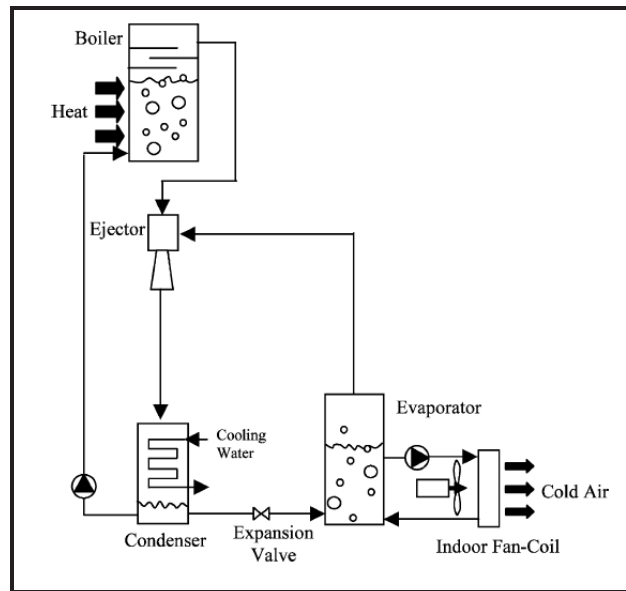 Boiler
Heat
Ejector
Evaporator
Cooling
Water
Cold Air
Expansion
Valve
Condenser
Indoor Fan-Coil